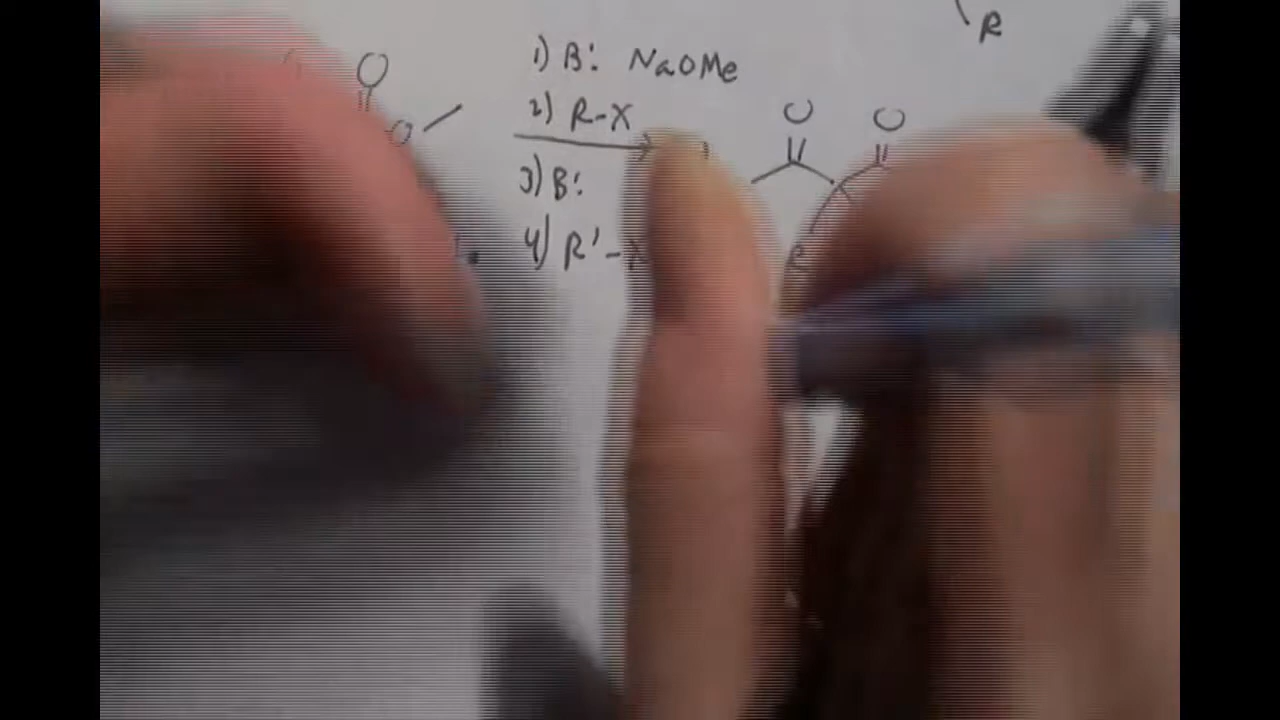 R
1) B: NaOMe
2) R-X
3) B:
4) R'-X
O
O
O
O
R